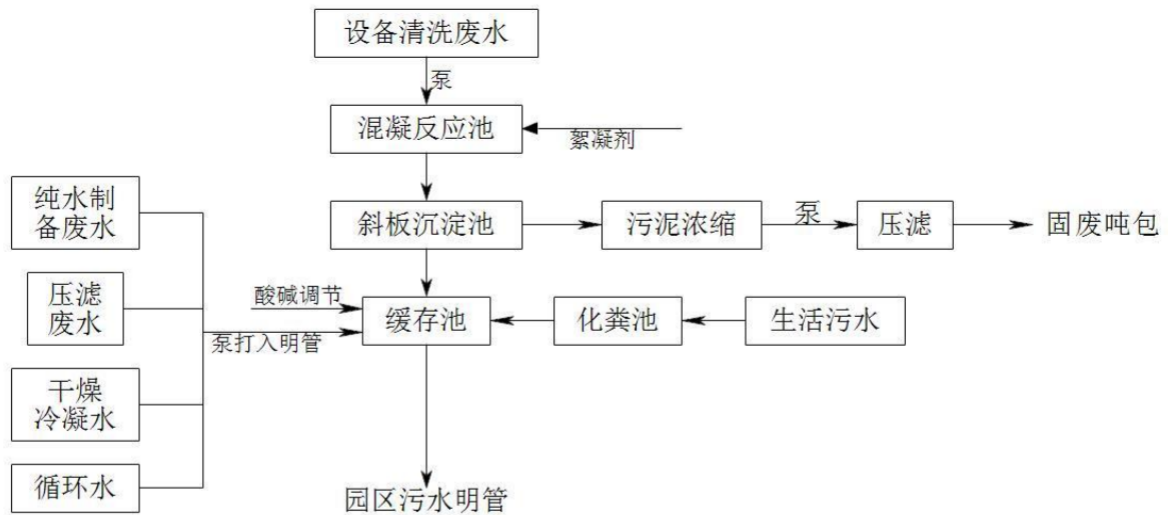 设备清洗废水
泵
混凝反应池
絮凝剂
纯水制
备废水
斜板沉淀池
污泥浓缩
泵
压滤
固废吨包
压滤
废水
酸碱调节
缓存池
化粪池
生活污水
泵打入明管
干燥
冷凝水
循环水
园区污水明管